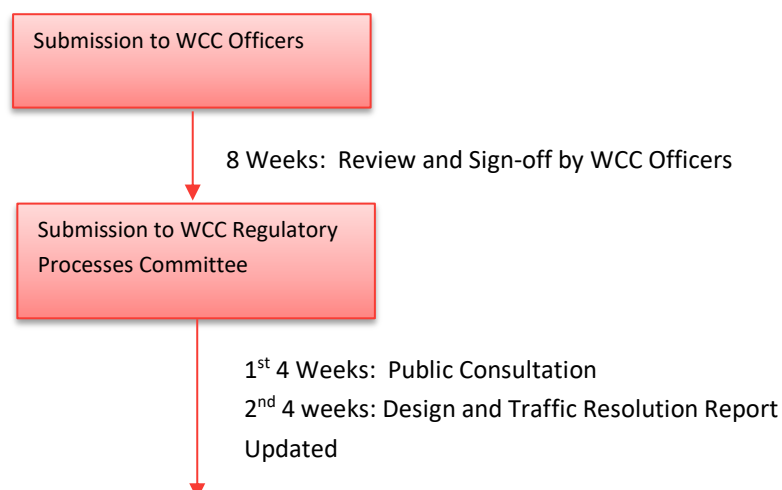 Submission to WCC Officers
8 Weeks:  Review and Sign-off by WCC Officers
Submission to WCC Regulatory
Processes Committee
1st 4 Weeks:  Public Consultation
2nd 4 weeks: Design and Traffic Resolution Report
Updated